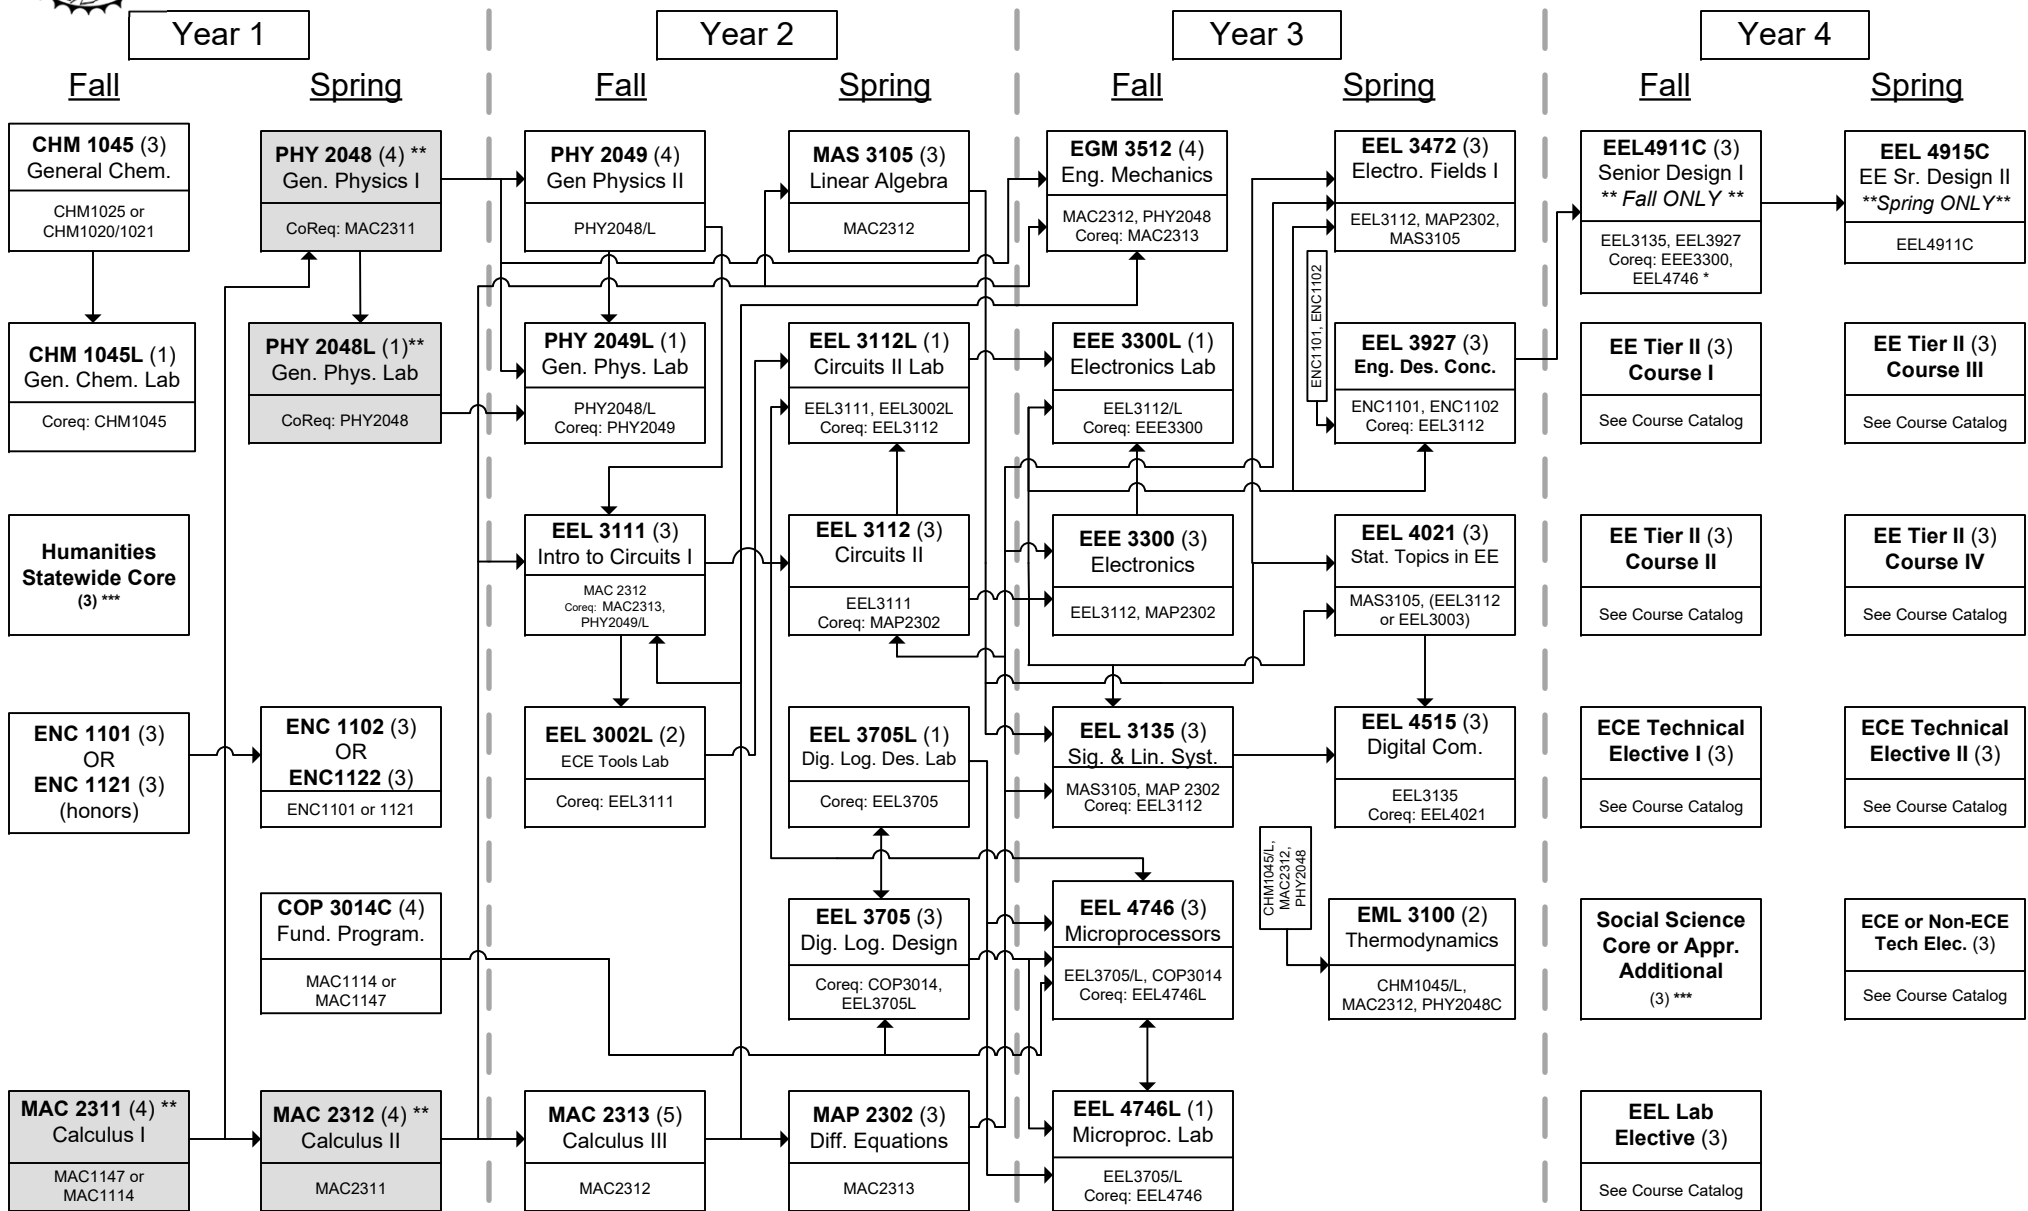 Year 1
Year 2
Year 3
Year 4
Fall
Spring
Fall
Spring
Fall
Spring
Fall
Spring
CHM 1045 (3)
General Chem.
CHM1025 or
CHM1020/1021
PHY 2048 (4) **
Gen. Physics I
CoReq: MAC2311
PHY 2049 (4)
Gen Physics II
PHY2048/L
MAS 3105 (3)
Linear Algebra
MAC2312
EGM 3512 (4)
Eng. Mechanics
MAC2312, PHY2048
Coreq: MAC2313
EEL 3472 (3)
Electro. Fields I
EEL3112, MAP2302,
MAS3105
EEL4911C (3)
Senior Design I
** Fall ONLY **
EEL3135, EEL3927
Coreq: EEE3300,
EEL4746 *
EEL 4915C
EE Sr. Design II
**Spring ONLY**
EEL4911C
ENC1101, ENC1102
CHM 1045L (1)
Gen. Chem. Lab
Coreq: CHM1045
PHY 2048L (1)**
Gen. Phys. Lab
CoReq: PHY2048
PHY 2049L (1)
Gen. Phys. Lab
PHY2048/L
Coreq: PHY2049
EEL 3112L (1)
Circuits II Lab
EEL3111, EEL3002L
Coreq: EEL3112
EEE 3300L (1)
Electronics Lab
EEL3112/L
Coreq: EEE3300
EEL 3927 (3)
Eng. Des. Conc.
ENC1101, ENC1102
Coreq: EEL3112
EE Tier II (3)
Course I
See Course Catalog
EE Tier II (3)
Course III
See Course Catalog
Humanities
Statewide Core
(3) ***
EEL 3111 (3)
Intro to Circuits I
MAC 2312
Coreq: MAC2313,
PHY2049/L
EEL 3112 (3)
Circuits II
EEL3111
Coreq: MAP2302
EEE 3300 (3)
Electronics
EEL3112, MAP2302
EEL 4021 (3)
Stat. Topics in EE
MAS3105, (EEL3112
or EEL3003)
EE Tier II (3)
Course II
See Course Catalog
EE Tier II (3)
Course IV
See Course Catalog
ENC 1101 (3)
OR
ENC 1121 (3)
(honors)
ENC 1102 (3)
OR
ENC1122 (3)
ENC1101 or 1121
EEL 3002L (2)
ECE Tools Lab
Coreq: EEL3111
EEL 3705L (1)
Dig. Log. Des. Lab
Coreq: EEL3705
EEL 3135 (3)
Sig. & Lin. Syst.
MAS3105, MAP 2302
Coreq: EEL3112
EEL 4515 (3)
Digital Com.
EEL3135
Coreq: EEL4021
ECE Technical
Elective I (3)
See Course Catalog
ECE Technical
Elective II (3)
See Course Catalog
CHM1045/L,
MAC2312,
PHY2048
COP 3014C (4)
Fund. Program.
MAC1114 or
MAC1147
EEL 3705 (3)
Dig. Log. Design
Coreq: COP3014,
EEL3705L
EEL 4746 (3)
Microprocessors
EEL3705/L, COP3014
Coreq: EEL4746L
EML 3100 (2)
Thermodynamics
CHM1045/L,
MAC2312, PHY2048C
Social Science
Core or Appr.
Additional
(3) ***
ECE or Non-ECE
Tech Elec. (3)
See Course Catalog
MAC 2311 (4) **
Calculus I
MAC1147 or
MAC1114
MAC 2312 (4) **
Calculus II
MAC2311
MAC 2313 (5)
Calculus III
MAC2312
MAP 2302 (3)
Diff. Equations
MAC2313
EEL 4746L (1)
Microproc. Lab
EEL3705/L
Coreq: EEL4746
EEL Lab
Elective (3)
See Course Catalog